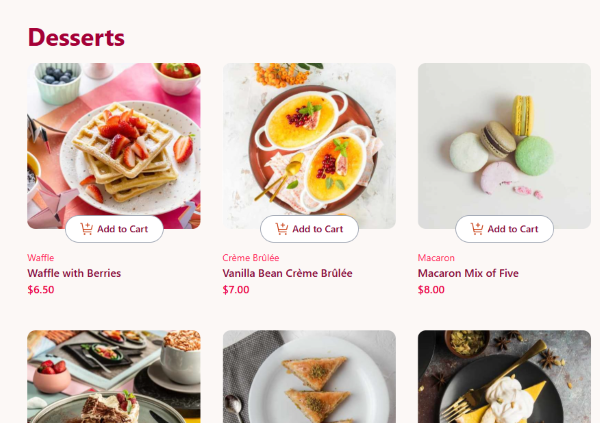 Desserts
Add to Cart
Add to Cart
Add to Cart
Waffle
Waffle with Berries
$6.50
Crème Brûlée
Vanilla Bean Crème Brûlée
$7.00
Macaron
Macaron Mix of Five
$8.00